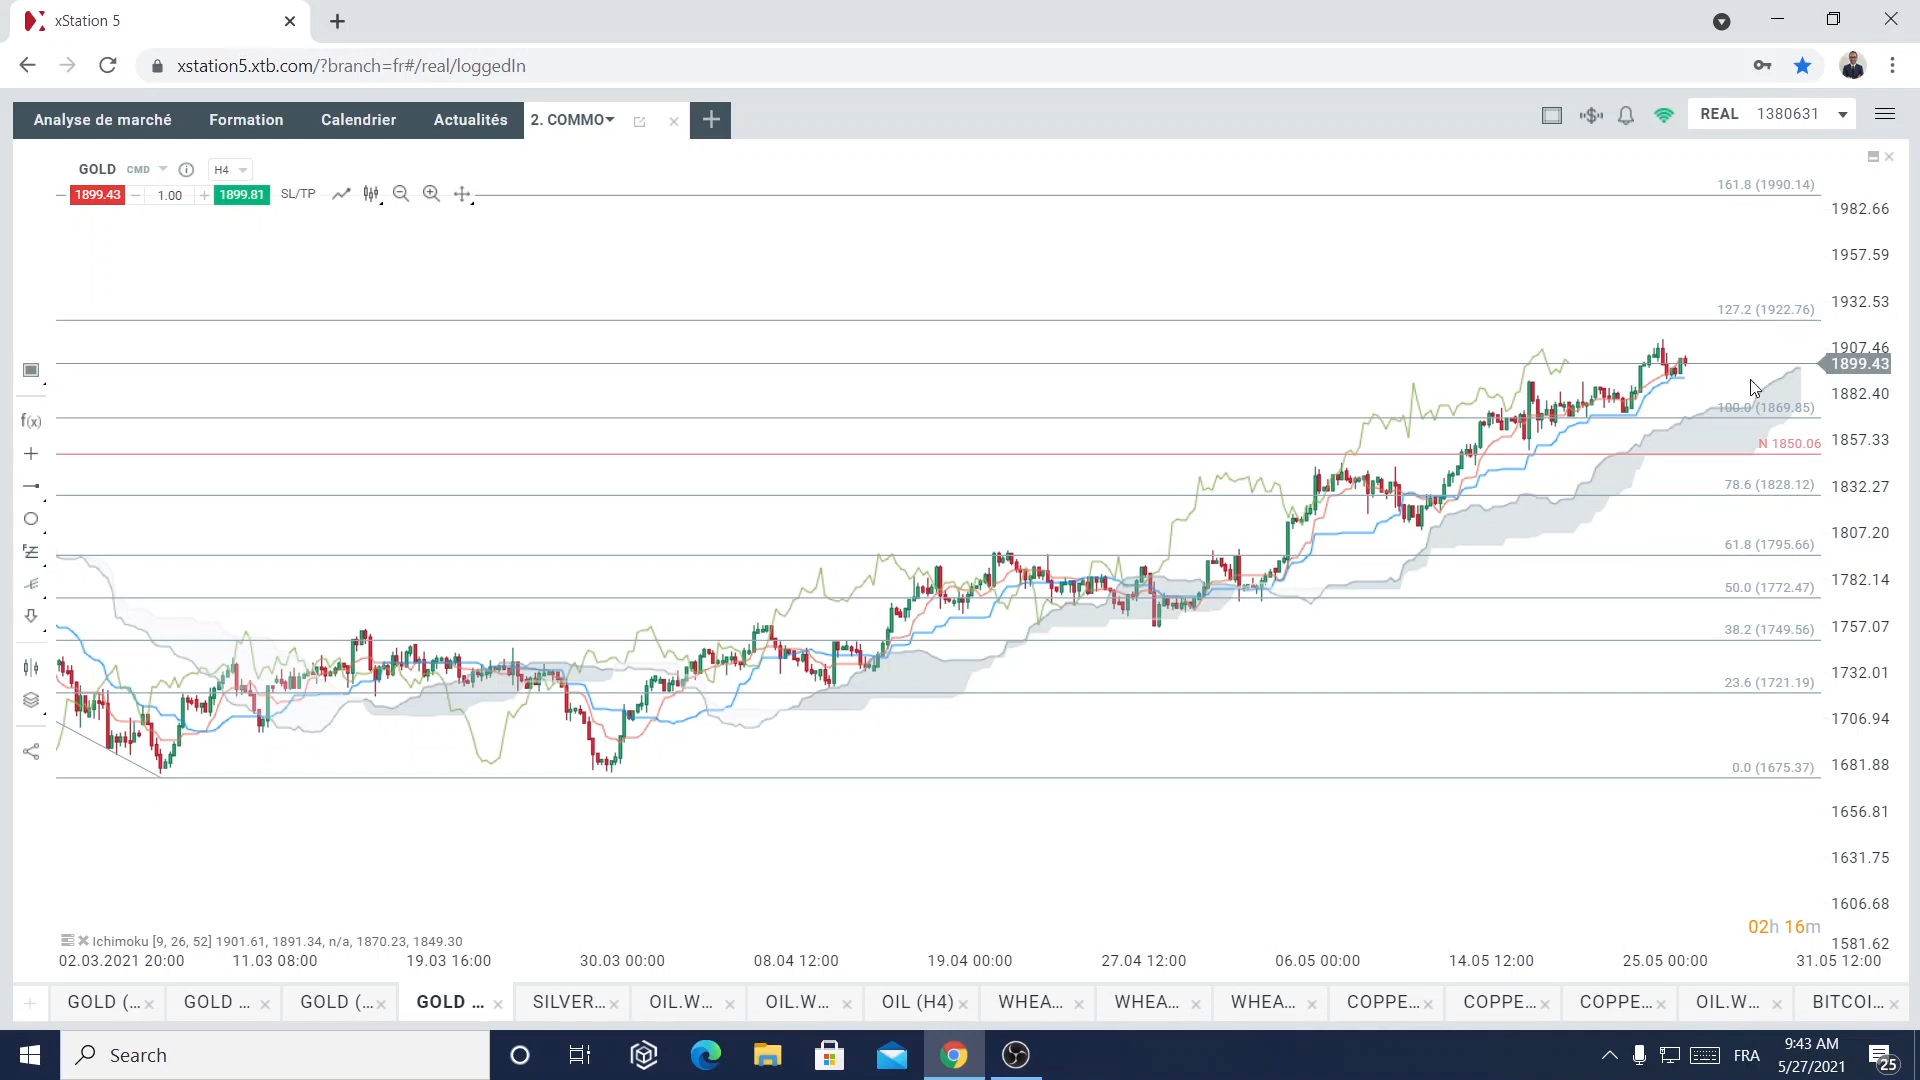 xStation 5
xstation5.xtb.com/?branch=fr#/real/loggedIn
Analyse de marché Formation Calendrier Actualités 2. COMMO REAL 1380631
GOLD CMD H4
1899.43 1.00 1899.81 SL/TP
161.8 (1990.14)
1982.66
1957.59
1932.53
127.2 (1922.76)
1907.46
1899.43
1882.40
100.0 (1869.85)
1857.33
N 1850.06
78.6 (1828.12)
1832.27
1807.20
61.8 (1795.66)
1782.14
50.0 (1772.47)
1757.07
38.2 (1749.56)
1732.01
23.6 (1721.19)
1706.94
0.0 (1675.37)
1681.88
1656.81
1631.75
1606.68
02h 16m
1581.62
f(x)
Ichimoku [9, 26, 52] 1901.61, 1891.34, n/a, 1870.23, 1849.30
02.03.2021 20:00 11.03 08:00 19.03 16:00 30.03 00:00 08.04 12:00 19.04 00:00 27.04 12:00 06.05 00:00 14.05 12:00 25.05 00:00 31.05 12:00
GOLD (... GOLD ... GOLD (... GOLD ... SILVER... OIL.W... OIL.W... OIL (H4) WHEA... WHEA... WHEA... COPPE... COPPE... COPPE... OIL.W... BITCOI...
Search FRA 9:43 AM
5/27/2021 25